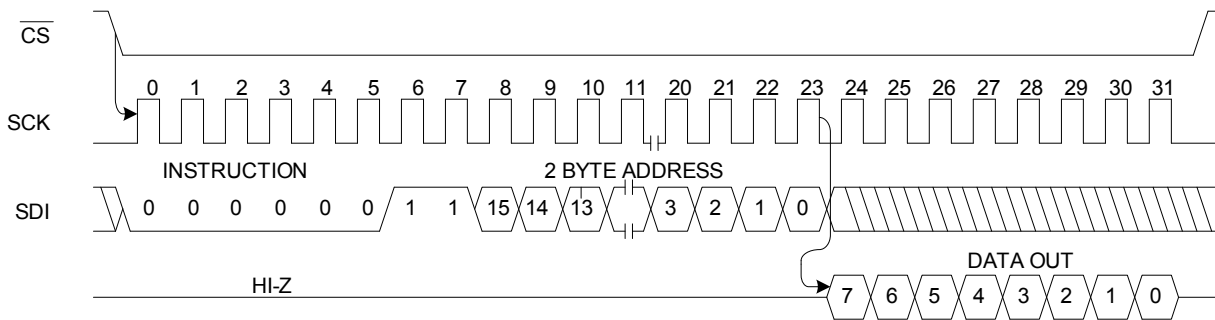 CS
0 1 2 3 4 5 6 7 8 9 10 11 20 21 22 23 24 25 26 27 28 29 30 31
SCK
INSTRUCTION 2 BYTE ADDRESS
SDI 0 0 0 0 0 0 1 1 15 14 13 3 2 1 0
HI-Z DATA OUT
7 6 5 4 3 2 1 0